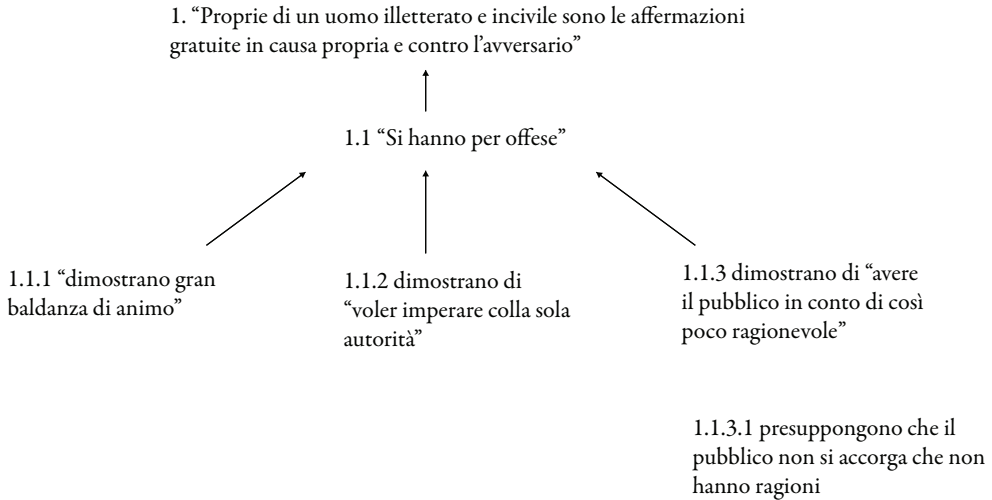 1. “Proprie di un uomo illetterato e incivile sono le affermazioni
gratuite in causa propria e contro l’avversario”
1.1 “Si hanno per offese”
1.1.1 “dimostrano gran
baldanza di animo”
1.1.2 dimostrano di
“voler imperare colla sola
autorità”
1.1.3 dimostrano di “avere
il pubblico in conto di così
poco ragionevole”
1.1.3.1 presuppongono che il
pubblico non si accorga che non
hanno ragioni